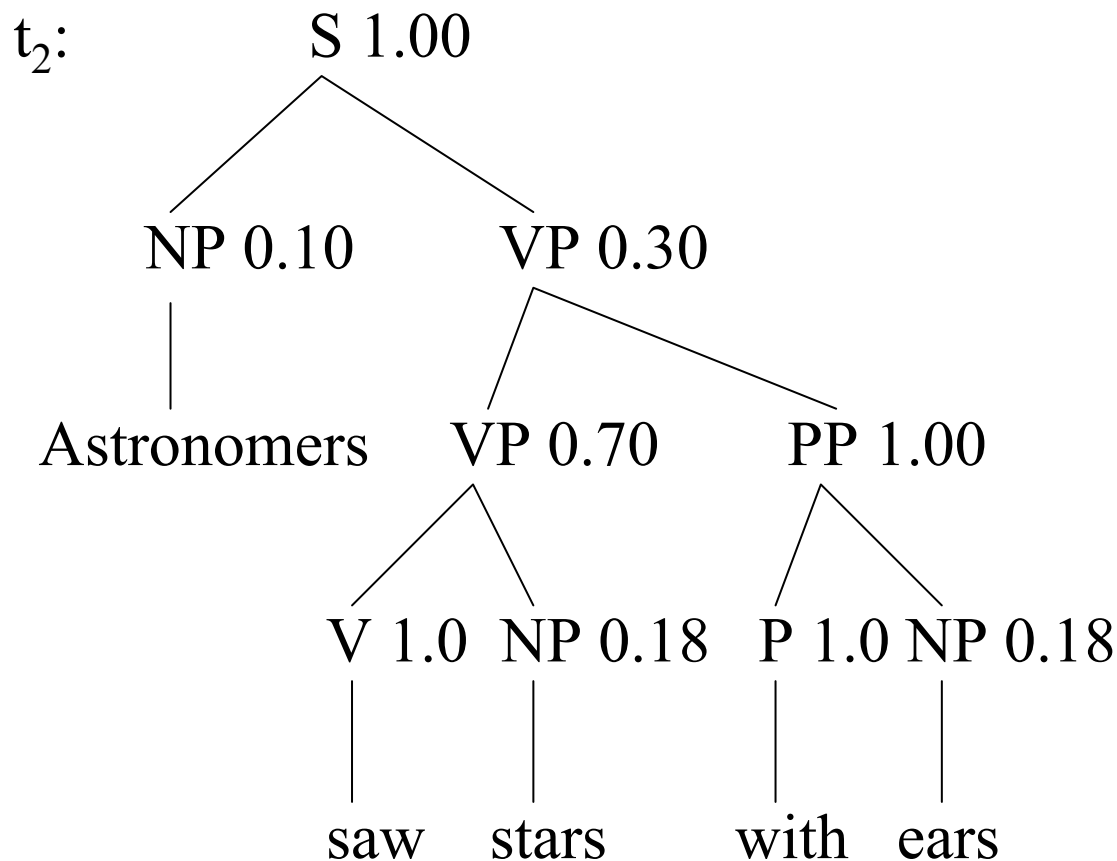 t₂: S 1.00
NP 0.10 VP 0.30
Astronomers VP 0.70 PP 1.00
V 1.0 NP 0.18 P 1.0 NP 0.18
saw stars with ears